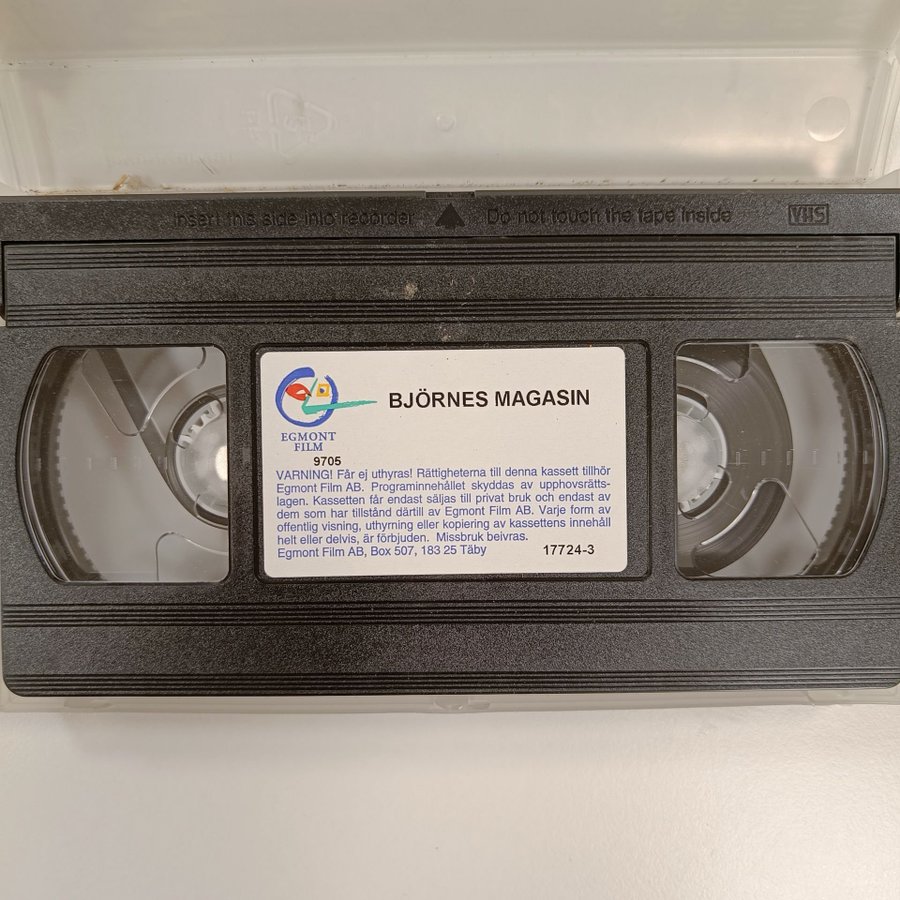 Insert this side into recorder ▲ Do not touch the tape inside VHS
BJÖRNES MAGASIN
EGMONT
FILM
9705
VARNING! Får ej uthyras! Rättigheterna till denna kassett tillhör
Egmont Film AB. Programinnehållet skyddas av upphovsrätts-
lagen. Kassetten får endast säljas till privat bruk och endast av
dem som har tillstånd därtill av Egmont Film AB. Varje form av
offentlig visning, uthyrning eller kopiering av kassettens innehåll
helt eller delvis, är förbjuden. Missbruk beivras.
Egmont Film AB, Box 507, 183 25 Täby 17724-3